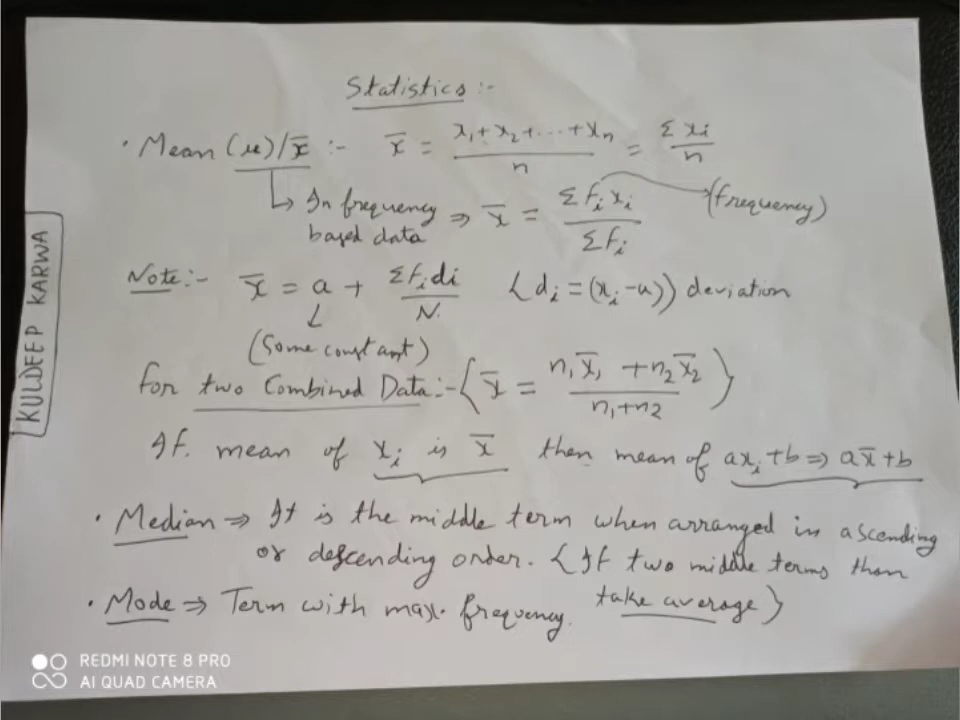 Statistics :-
· Mean (μ)/x̄ :- x̄ = x₁+x₂+...+xₙ/n = Σxi/n
↳ In frequency based data ⇒ x̄ = Σfᵢxᵢ/Σfᵢ → (frequency)
Note:- x̄ = a + Σfᵢdi/N. ⟨dᵢ = (xᵢ-a)⟩ deviation
(Some constant)
for two Combined Data:- ⟨x̄ = n₁x̄₁ + n₂x̄₂/n₁+n₂⟩
If. mean of xᵢ is x̄ then mean of axᵢ+b ⇒ ax̄+b
· Median ⇒ It is the middle term when arranged in ascending
or descending order. ⟨If two middle terms than
take average⟩
· Mode ⇒ Term with max. frequency.
KULDEEP KARWA
REDMI NOTE 8 PRO
AI QUAD CAMERA